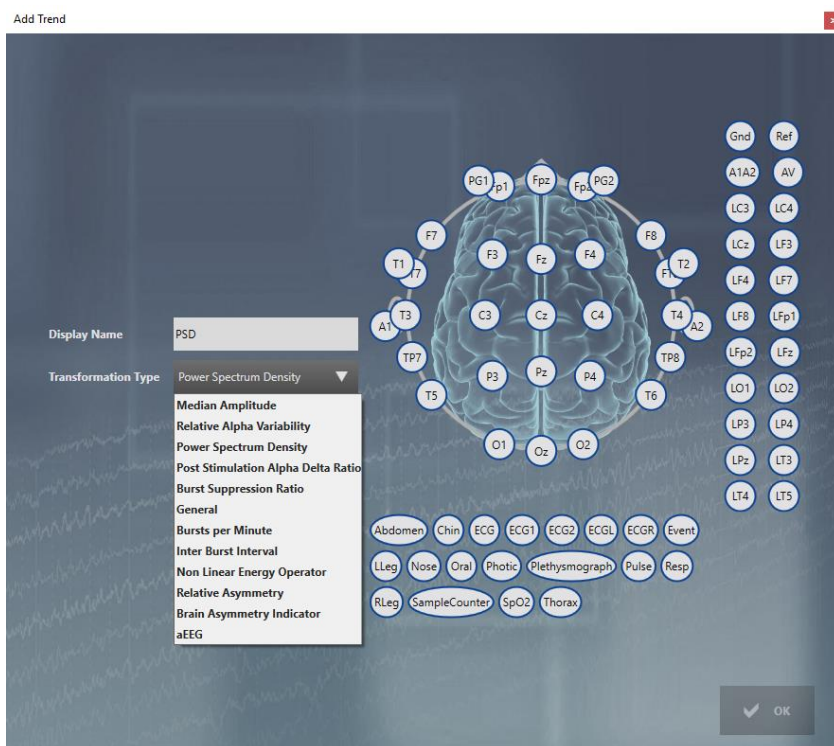 Add Trend
Gnd Ref
PG1 Fp1 Fpz PG2
A1A2 AV
LC3 LC4
F7 F8
F3 Fz F4
LCz LF3
T1 T2
LF4 LF7
A1 T3 C3 Cz C4 T4 A2
LF8 LFp1
Display Name PSD
TP7 TP8
LFp2 LFz
Transformation Type Power Spectrum Density
P3 Pz P4
T5 T6
LO1 LO2
Median Amplitude
Relative Alpha Variability
Power Spectrum Density
Post Stimulation Alpha Delta Ratio
Burst Suppression Ratio
General
Bursts per Minute
Inter Burst Interval
Non Linear Energy Operator
Relative Asymmetry
Brain Asymmetry Indicator
aEEG
LP3 LP4
O1 Oz O2
LPz LT3
LT4 LT5
Abdomen Chin ECG ECG1 ECG2 ECGL ECGR Event
LLeg Nose Oral Photic Plethysmograph Pulse Resp
RLeg SampleCounter SpO2 Thorax
OK